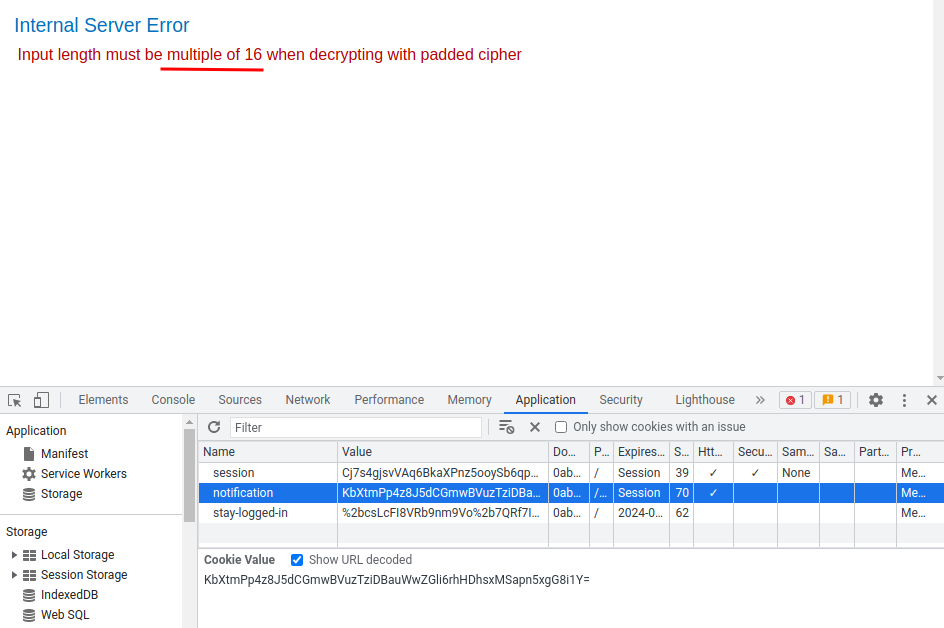 Internal Server Error
Input length must be multiple of 16 when decrypting with padded cipher
Elements Console Sources Network Performance Memory Application Security Lighthouse » 1 1
Application
Manifest
Service Workers
Storage
Storage
Local Storage
Session Storage
IndexedDB
Web SQL
Filter Only show cookies with an issue
Name Value Do... P... Expires... S... Htt... Secu... Sam... Sa... Part... Pr...
session Cj7s4gjsvVAq6BkaXPnz5ooySb6qp... 0ab... / Session 39 ✓ ✓ None Me...
notification KbXtmPp4z8J5dCGmwBVuzTziDBa... 0ab... /... Session 70 ✓ Me...
stay-logged-in %2bcsLcFI8VRb9nm9Vo%2b7QRf7I... 0ab... / 2024-0... 62 Me...
Cookie Value Show URL decoded
KbXtmPp4z8J5dCGmwBVuzTziDBauWwZGli6rhHDhsxMSapn5xgG8i1Y=